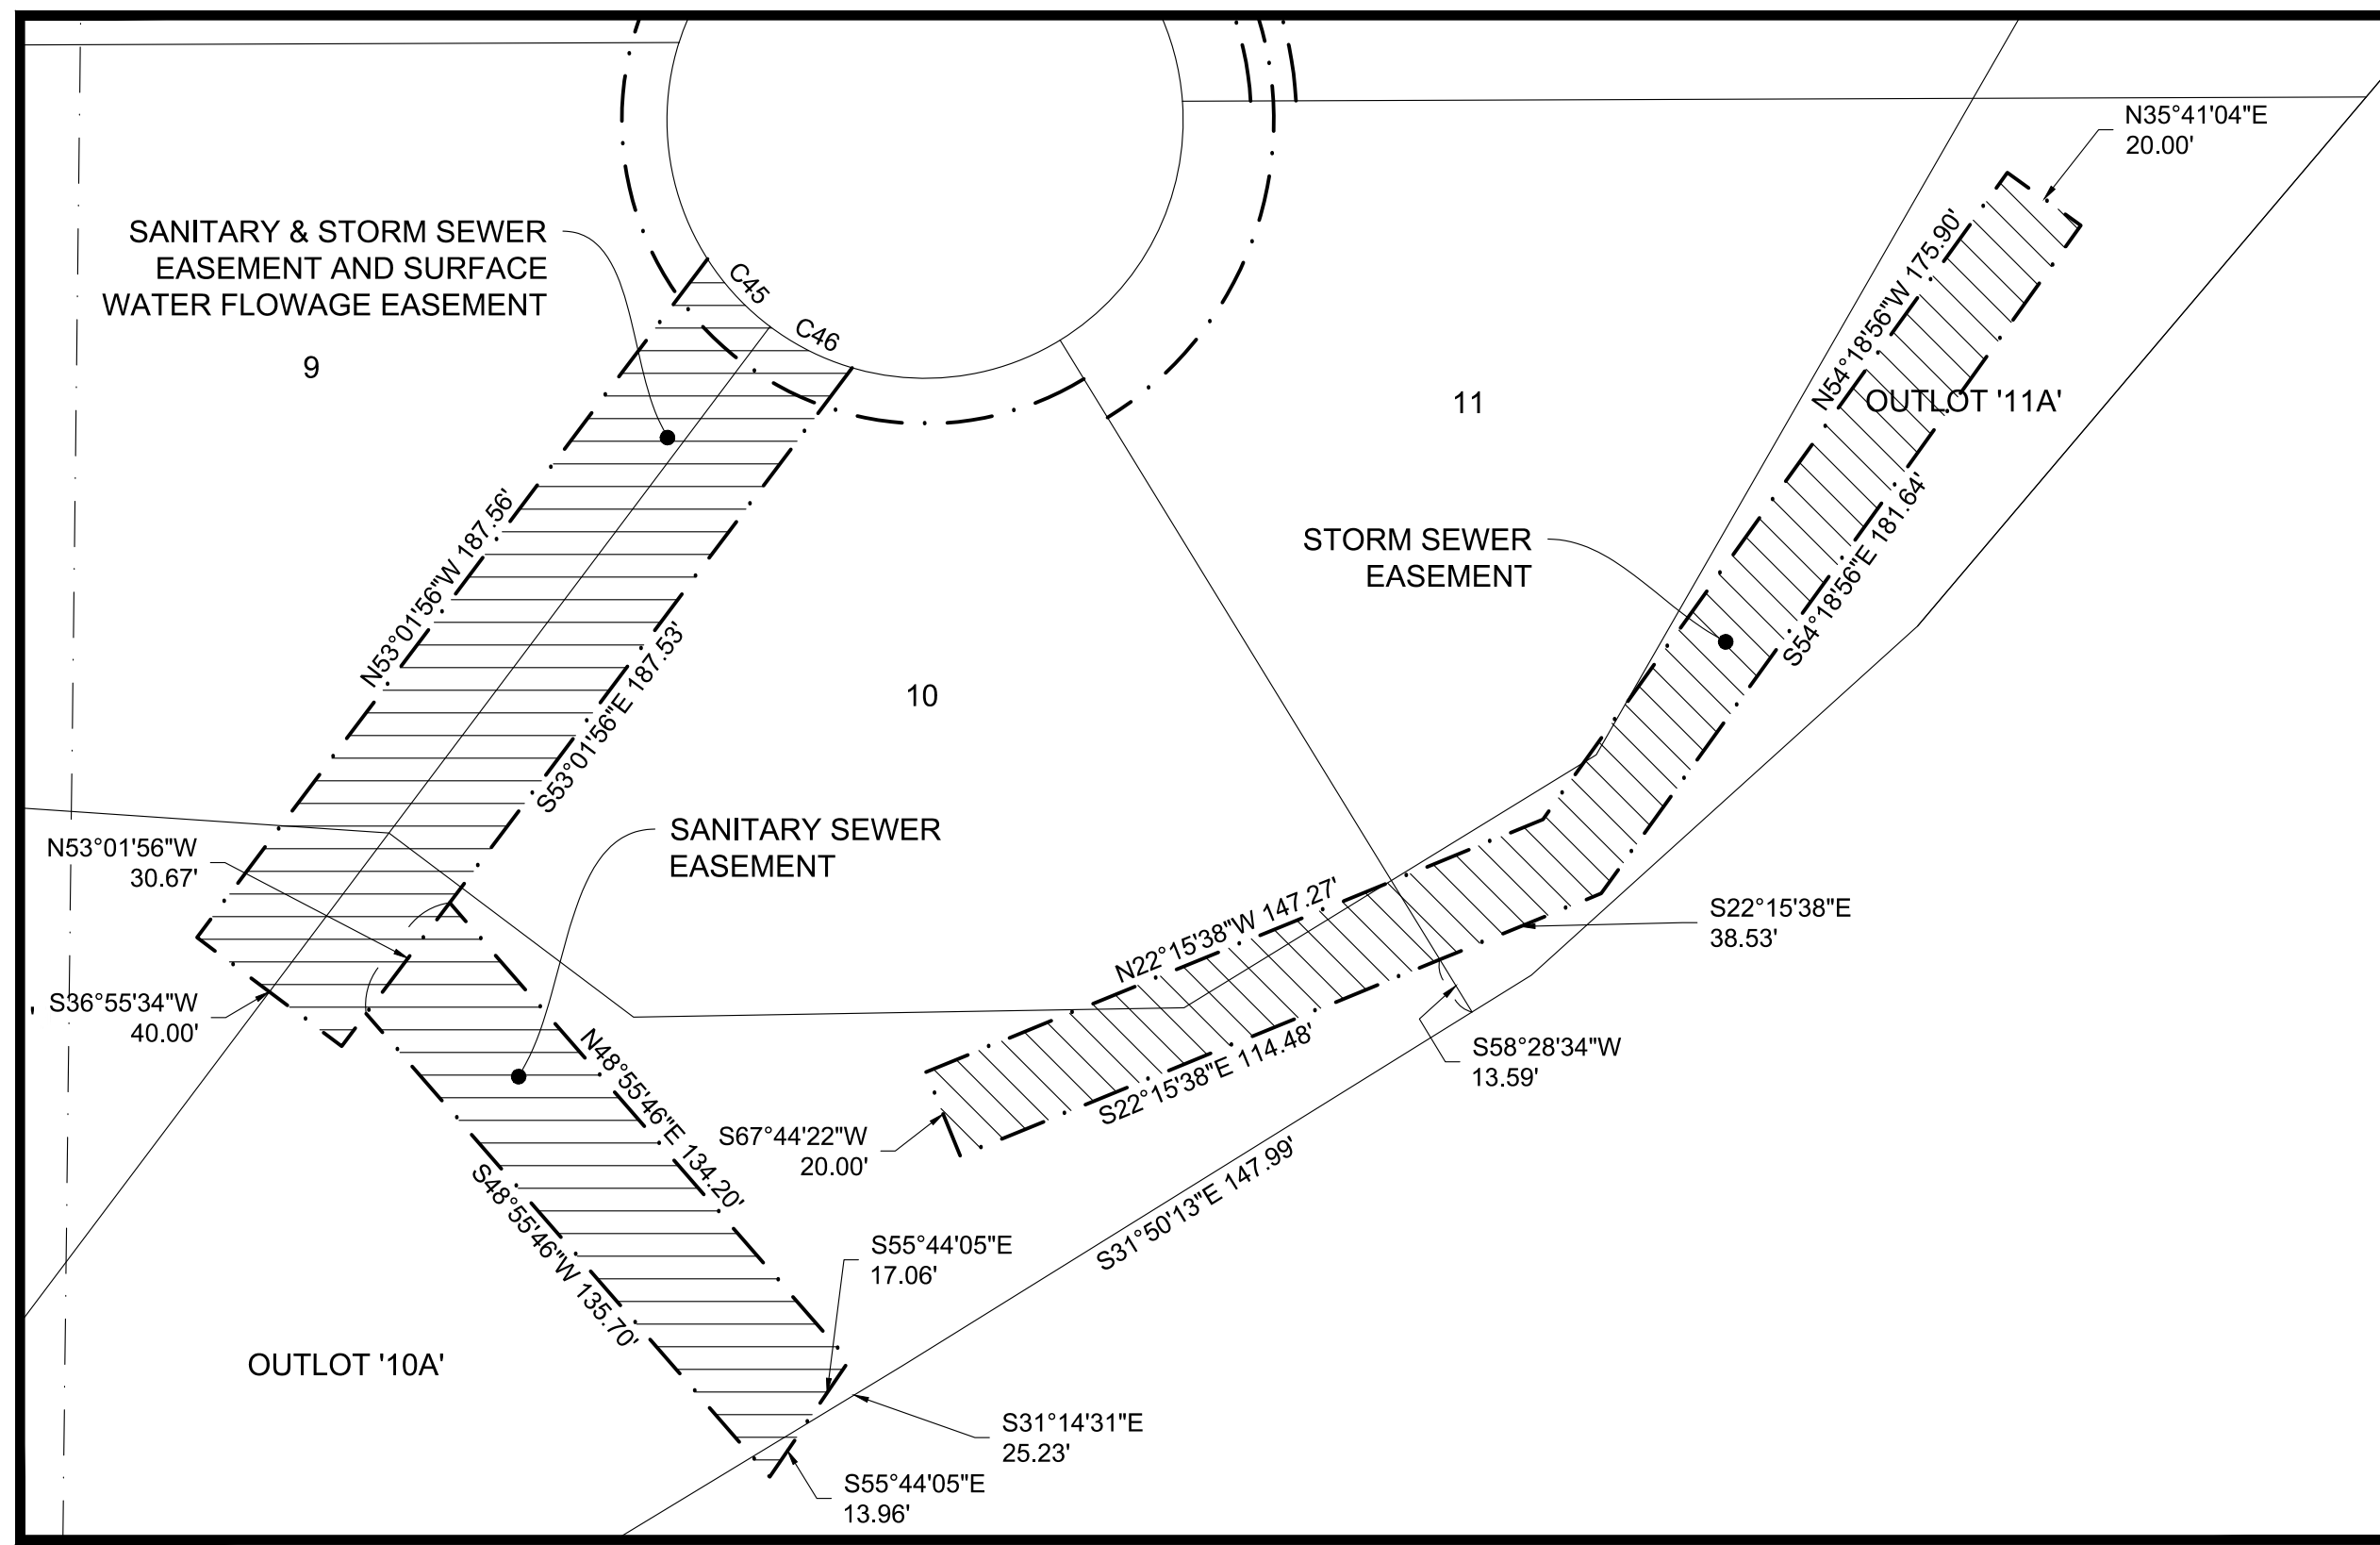 N35°41'04"E
20.00'
SANITARY & STORM SEWER
EASEMENT AND SURFACE
WATER FLOWAGE EASEMENT
C45
C46
9
N54°18'56"W 175.90'
11
OUTLOT '11A'
STORM SEWER
EASEMENT
S54°18'56"E 181.64'
N53°01'56"W 187.56'
S53°01'56"E 187.53'
10
SANITARY SEWER
EASEMENT
N53°01'56"W
30.67'
N22°15'38"W 147.27'
S22°15'38"E
38.53'
S36°55'34"W
40.00'
'
S58°28'34"W
13.59'
S22°15'38"E 114.48'
S67°44'22"W
20.00'
N48°55'46"E 134.20'
S48°55'46"W 135.70'
S31°50'13"E 147.99'
S55°44'05"E
17.06'
OUTLOT '10A'
S31°14'31"E
25.23'
S55°44'05"E
13.96'